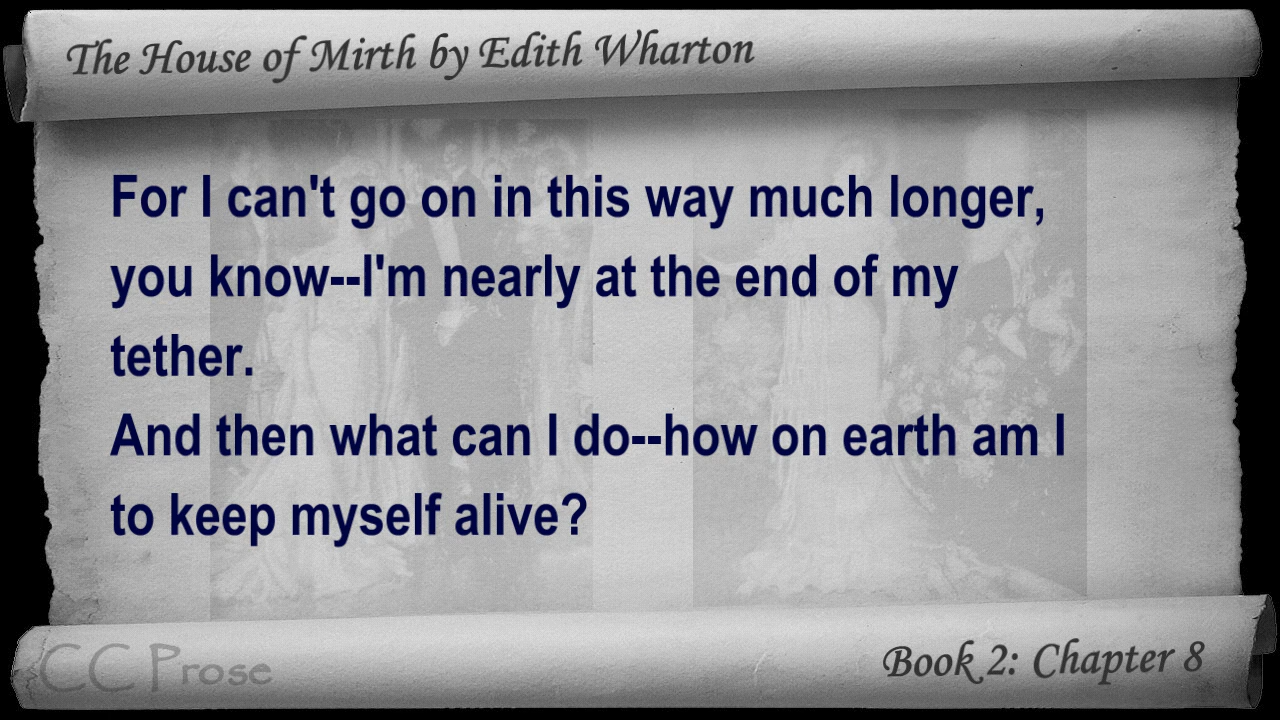 The House of Mirth by Edith Wharton
For I can't go on in this way much longer,
you know--I'm nearly at the end of my
tether.
And then what can I do--how on earth am I
to keep myself alive?
CC Prose
Book 2: Chapter 8